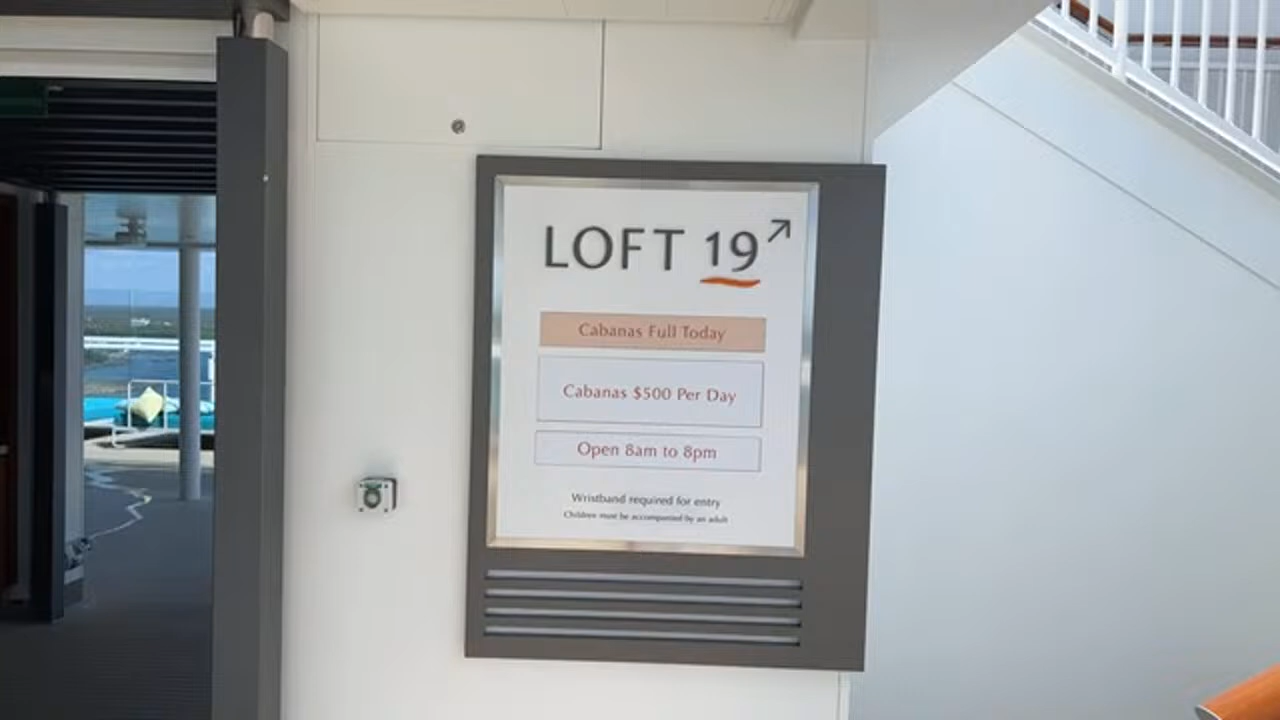 LOFT 19
Cabanas Full Today
Cabanas $500 Per Day
Open 8am to 8pm
Wristband required for entry
Children must be accompanied by an adult